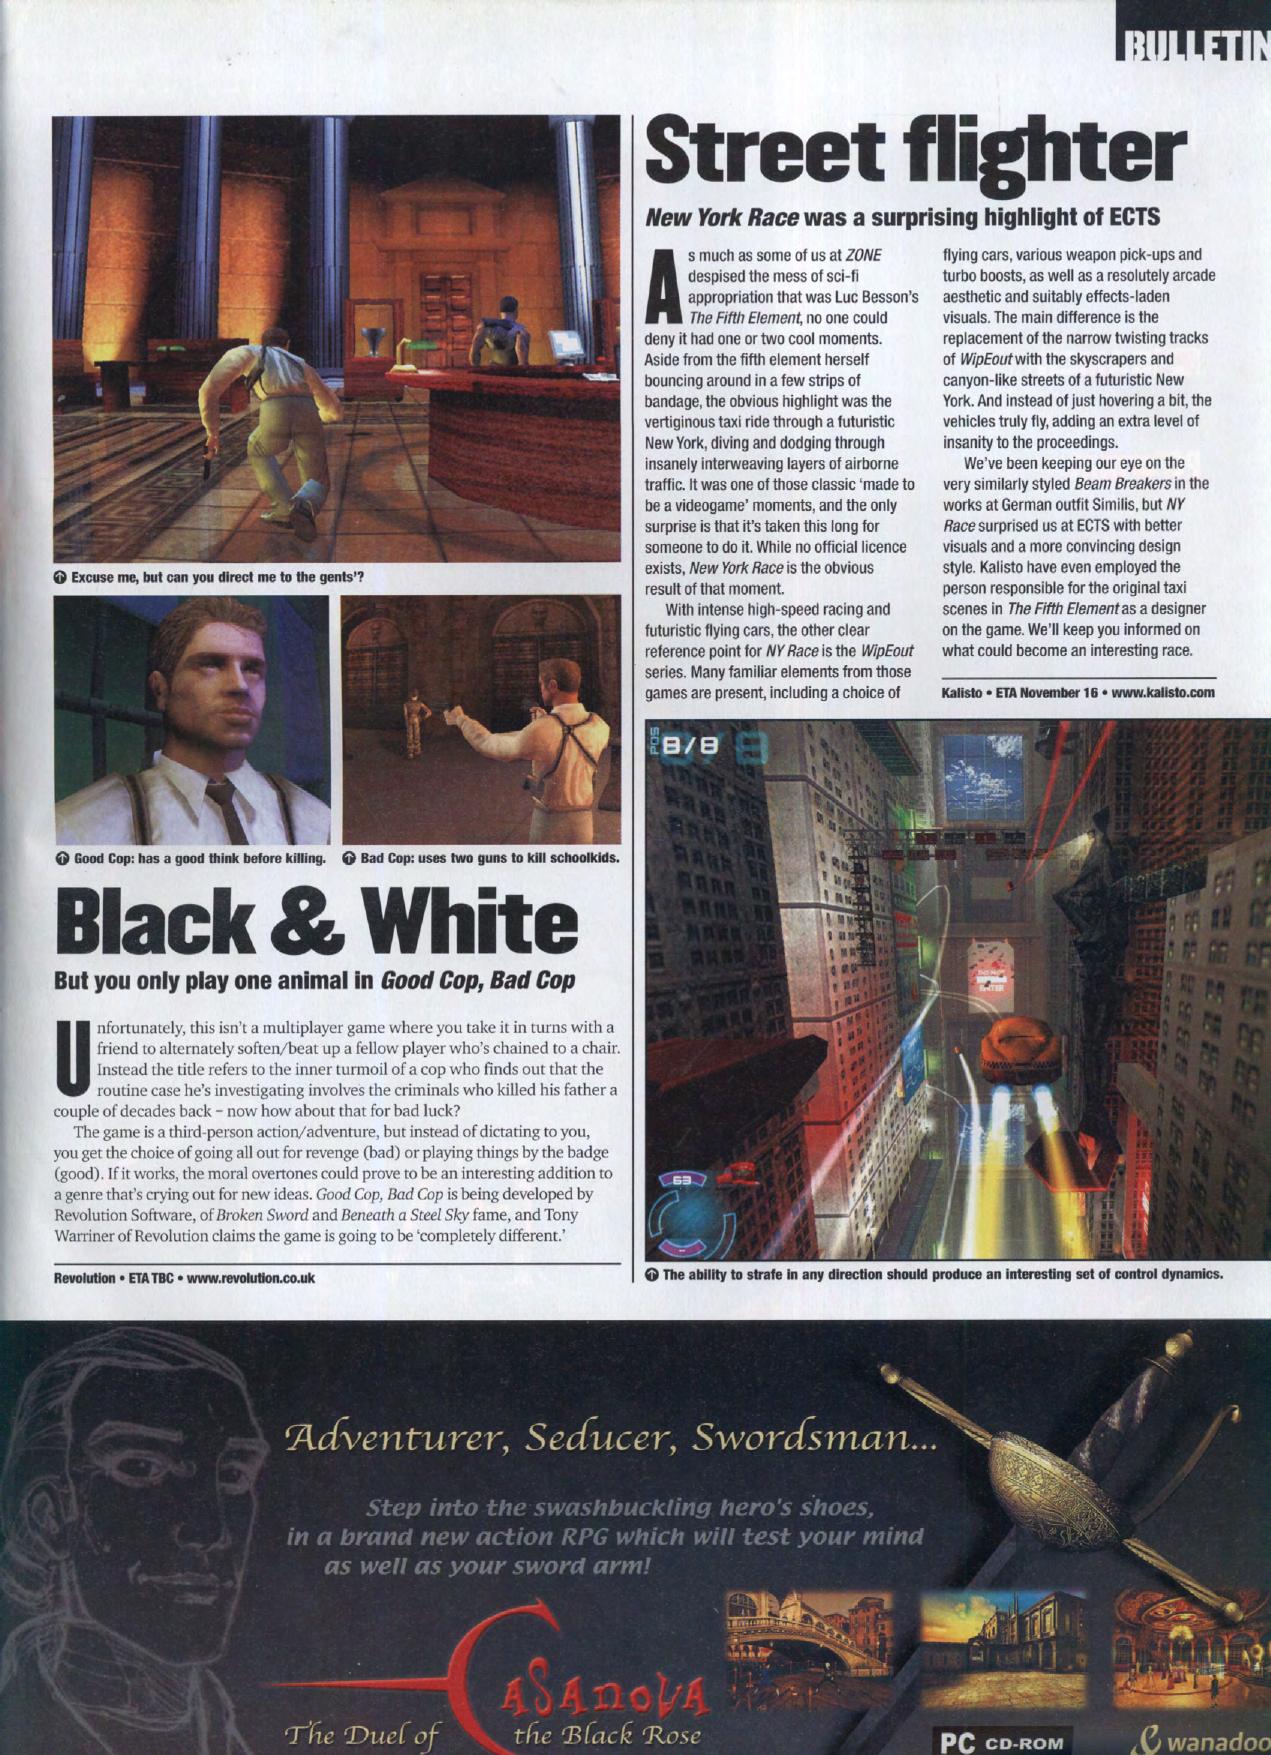 BULLETIN
Excuse me, but can you direct me to the gents'?
Good Cop: has a good think before killing.
Bad Cop: uses two guns to kill schoolkids.
Black & White
But you only play one animal in Good Cop, Bad Cop
Unfortunately, this isn't a multiplayer game where you take it in turns with a
friend to alternately soften/beat up a fellow player who's chained to a chair.
Instead the title refers to the inner turmoil of a cop who finds out that the
routine case he's investigating involves the criminals who killed his father a
couple of decades back – now how about that for bad luck?
The game is a third-person action/adventure, but instead of dictating to you,
you get the choice of going all out for revenge (bad) or playing things by the badge
(good). If it works, the moral overtones could prove to be an interesting addition to
a genre that's crying out for new ideas. Good Cop, Bad Cop is being developed by
Revolution Software, of Broken Sword and Beneath a Steel Sky fame, and Tony
Warriner of Revolution claims the game is going to be 'completely different.'
Revolution • ETA TBC • www.revolution.co.uk
Street flighter
New York Race was a surprising highlight of ECTS
As much as some of us at ZONE
despised the mess of sci-fi
appropriation that was Luc Besson's
The Fifth Element, no one could
deny it had one or two cool moments.
Aside from the fifth element herself
bouncing around in a few strips of
bandage, the obvious highlight was the
vertiginous taxi ride through a futuristic
New York, diving and dodging through
insanely interweaving layers of airborne
traffic. It was one of those classic 'made to
be a videogame' moments, and the only
surprise is that it's taken this long for
someone to do it. While no official licence
exists, New York Race is the obvious
result of that moment.
With intense high-speed racing and
futuristic flying cars, the other clear
reference point for NY Race is the WipEout
series. Many familiar elements from those
games are present, including a choice of
flying cars, various weapon pick-ups and
turbo boosts, as well as a resolutely arcade
aesthetic and suitably effects-laden
visuals. The main difference is the
replacement of the narrow twisting tracks
of WipEout with the skyscrapers and
canyon-like streets of a futuristic New
York. And instead of just hovering a bit, the
vehicles truly fly, adding an extra level of
insanity to the proceedings.
We've been keeping our eye on the
very similarly styled Beam Breakers in the
works at German outfit Similis, but NY
Race surprised us at ECTS with better
visuals and a more convincing design
style. Kalisto have even employed the
person responsible for the original taxi
scenes in The Fifth Element as a designer
on the game. We'll keep you informed on
what could become an interesting race.
Kalisto • ETA November 16 • www.kalisto.com
POS 8/8
DO NOT
ENTER
63
The ability to strafe in any direction should produce an interesting set of control dynamics.
Adventurer, Seducer, Swordsman...
Step into the swashbuckling hero's shoes,
in a brand new action RPG which will test your mind
as well as your sword arm!
Casanova
The Duel of the Black Rose
PC CD-ROM
wanadoo